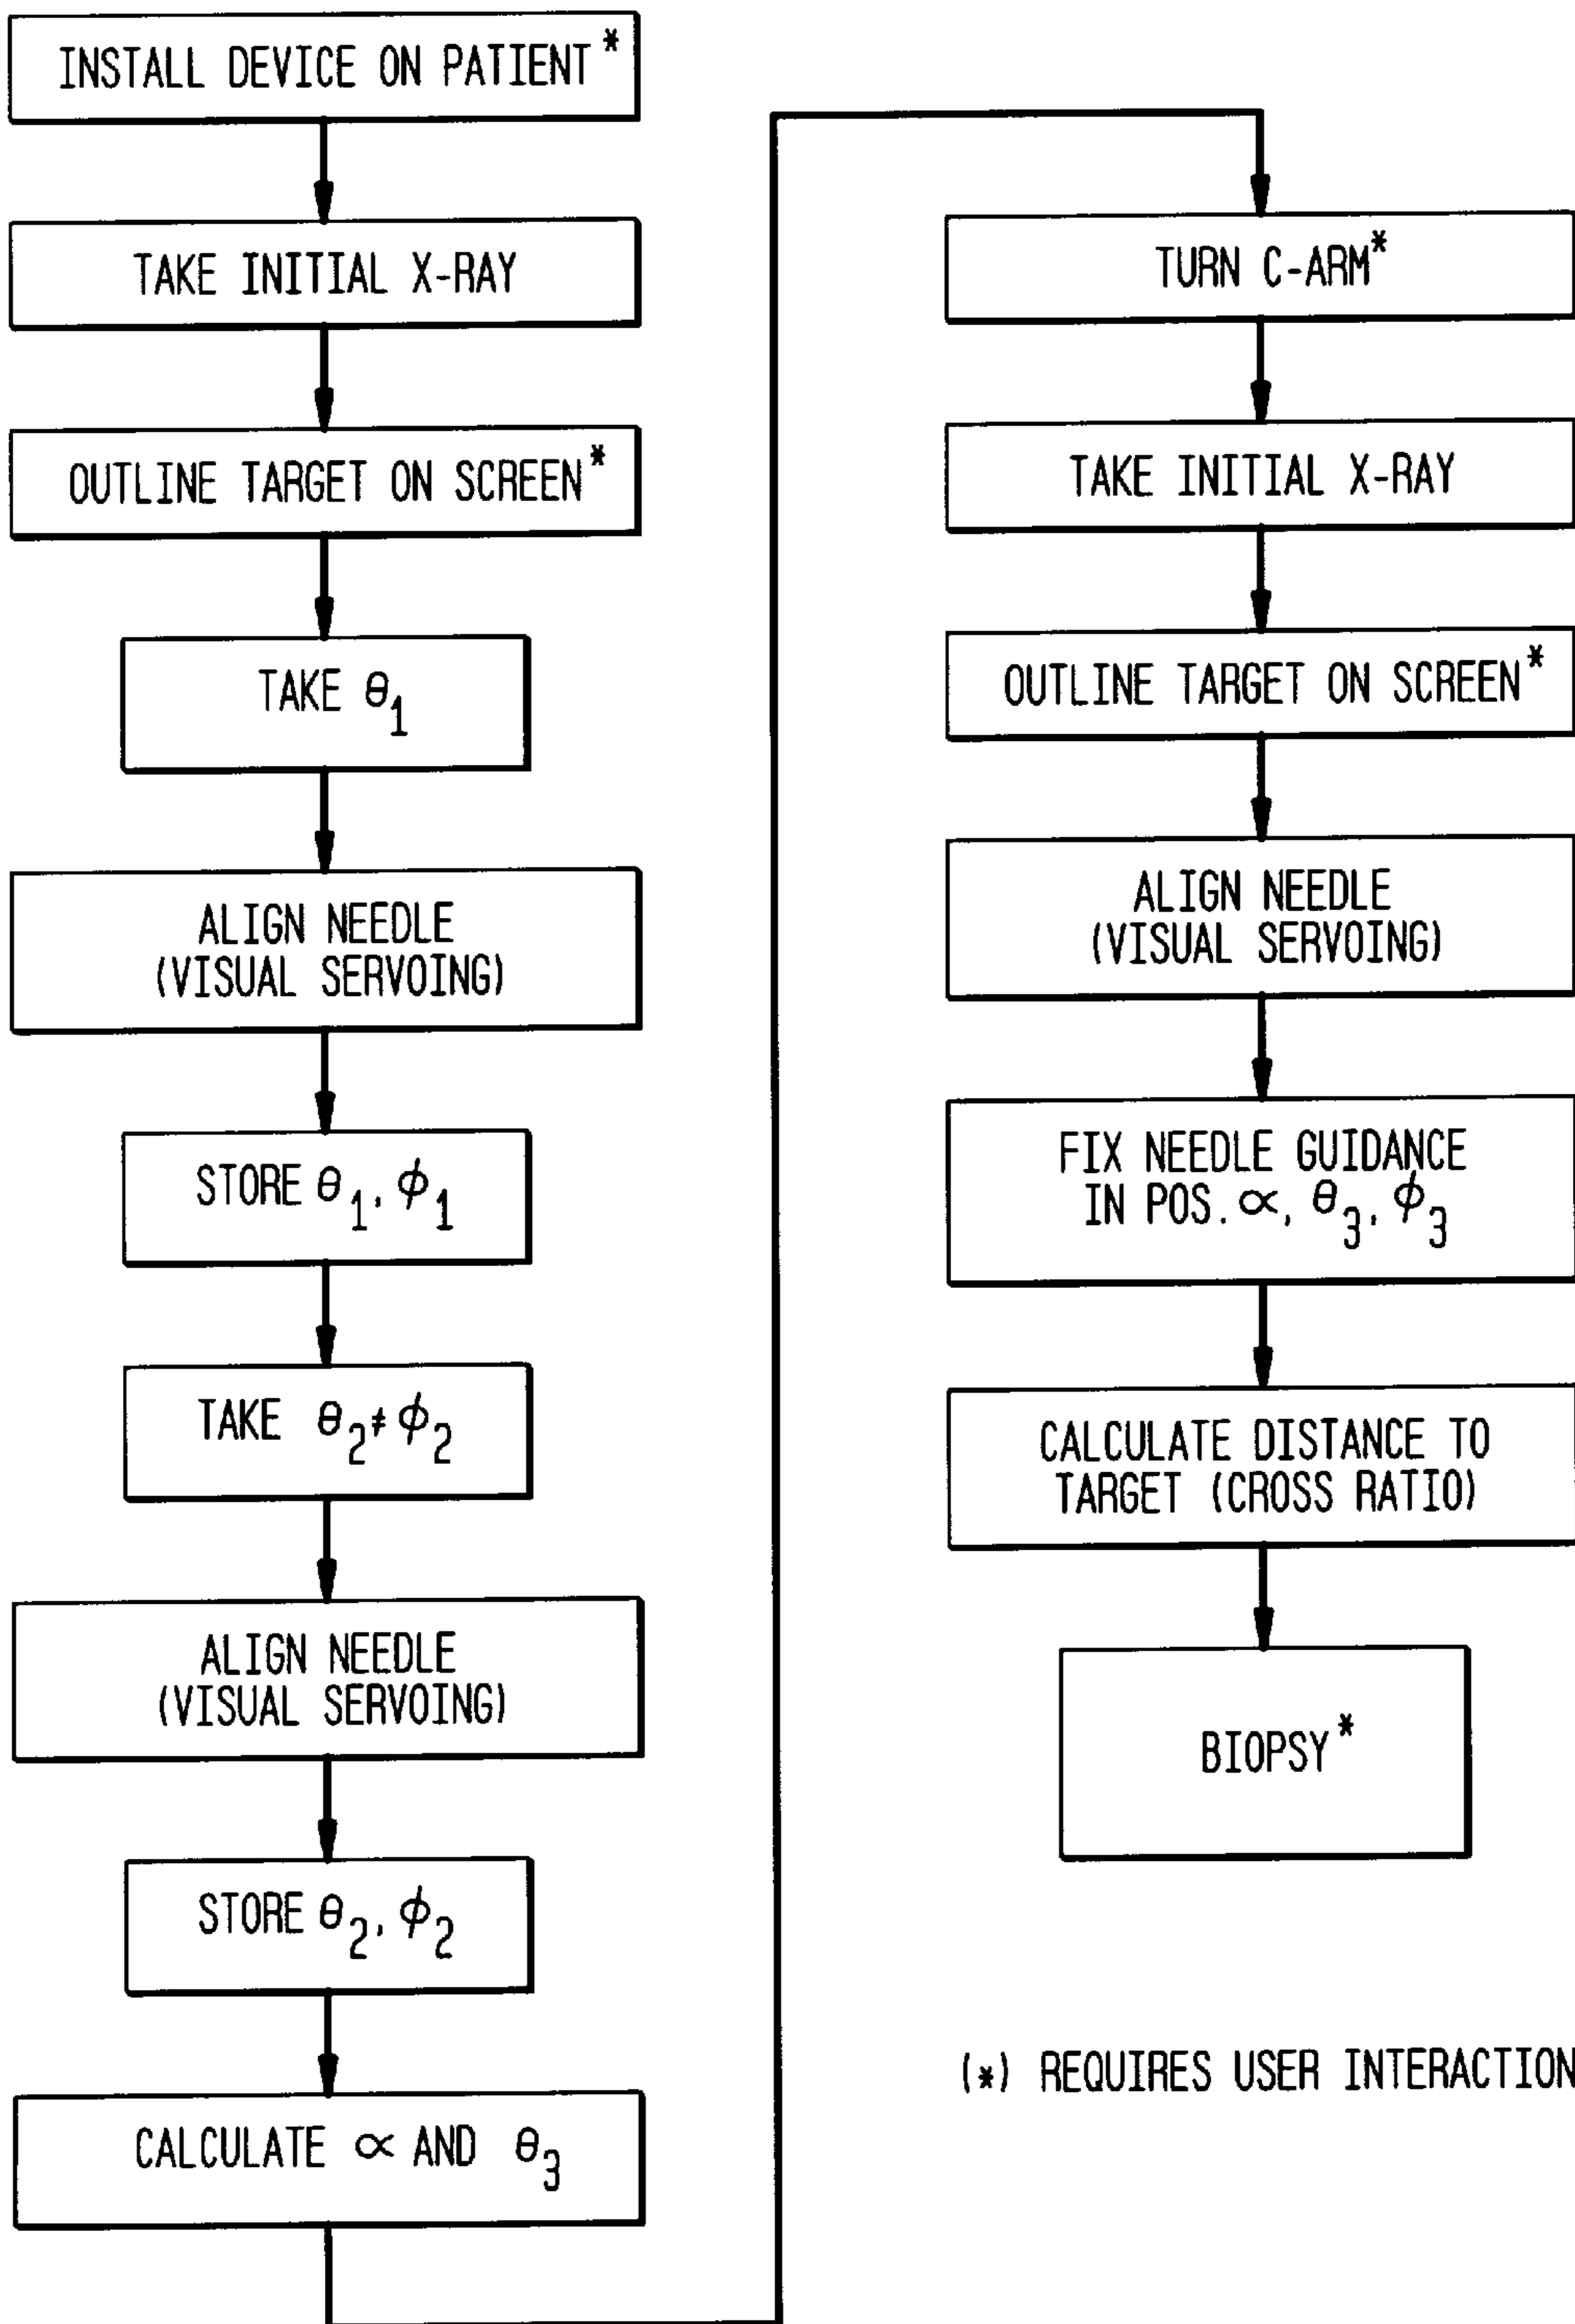 INSTALL DEVICE ON PATIENT*
TAKE INITIAL X-RAY
OUTLINE TARGET ON SCREEN*
TAKE θ1
ALIGN NEEDLE
(VISUAL SERVOING)
STORE θ1, ϕ1
TAKE θ2≠ϕ2
ALIGN NEEDLE
(VISUAL SERVOING)
STORE θ2, ϕ2
CALCULATE ∝ AND θ3
TURN C-ARM*
TAKE INITIAL X-RAY
OUTLINE TARGET ON SCREEN*
ALIGN NEEDLE
(VISUAL SERVOING)
FIX NEEDLE GUIDANCE
IN POS. ∝, θ3, ϕ3
CALCULATE DISTANCE TO
TARGET (CROSS RATIO)
BIOPSY*
(*) REQUIRES USER INTERACTION